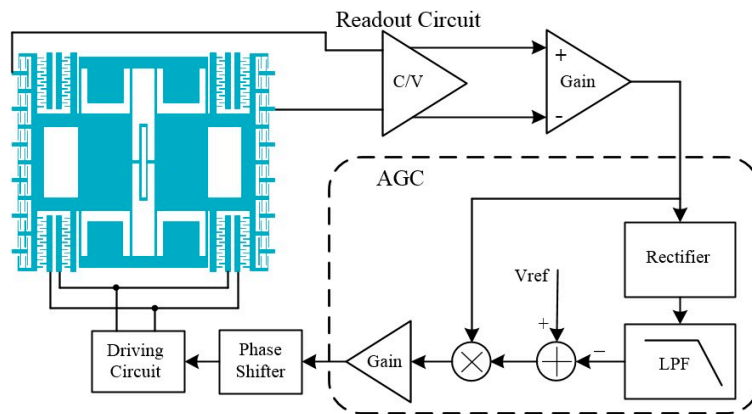 Readout Circuit
C/V
+
-
Gain
AGC
Rectifier
Vref
+
−
LPF
Gain
Phase
Shifter
Driving
Circuit